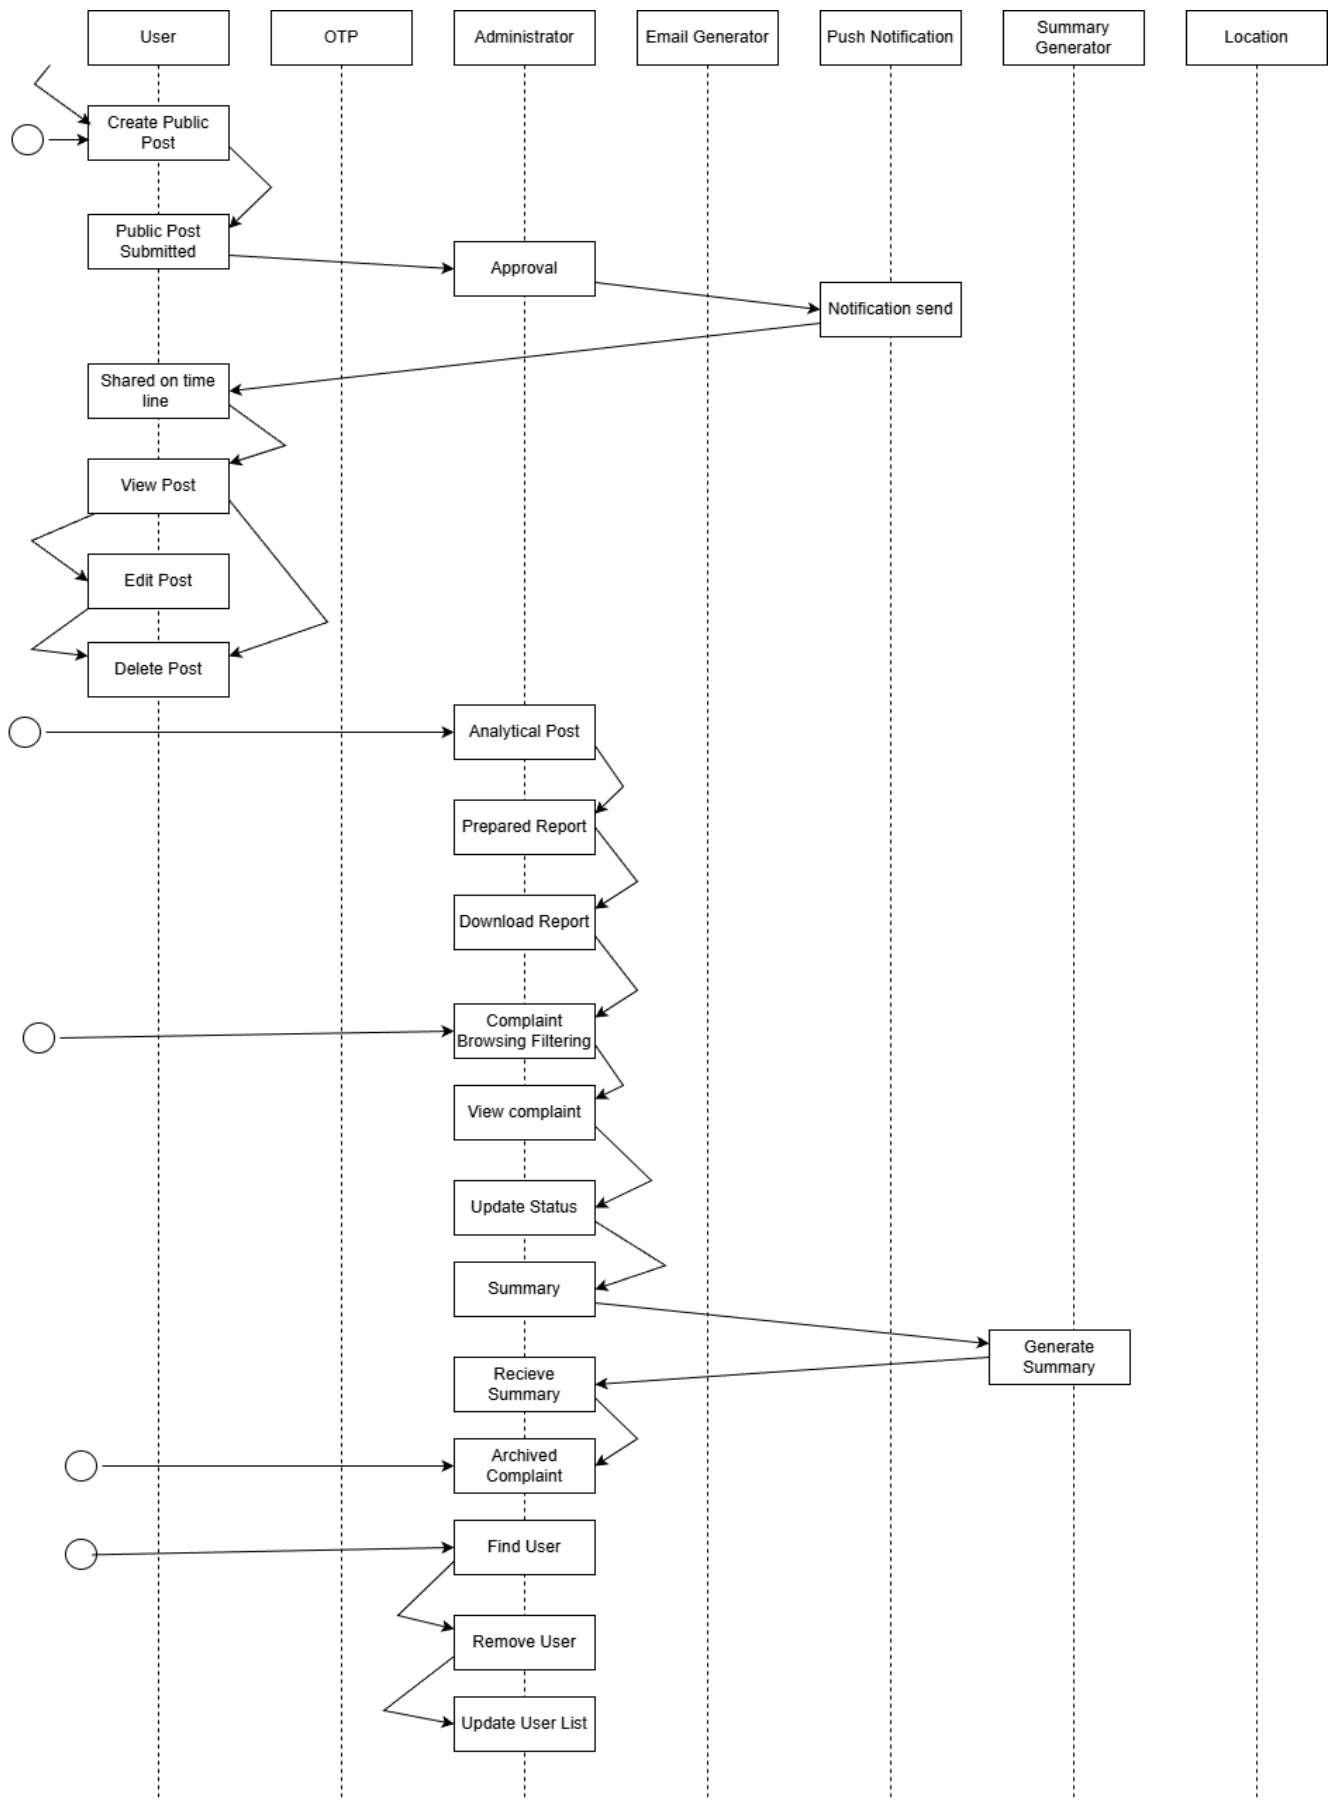 User
OTP
Administrator
Email Generator
Push Notification
Summary
Generator
Location
Create Public
Post
Public Post
Submitted
Approval
Notification send
Shared on time
line
View Post
Edit Post
Delete Post
Analytical Post
Prepared Report
Download Report
Complaint
Browsing Filtering
View complaint
Update Status
Summary
Generate
Summary
Recieve
Summary
Archived
Complaint
Find User
Remove User
Update User List